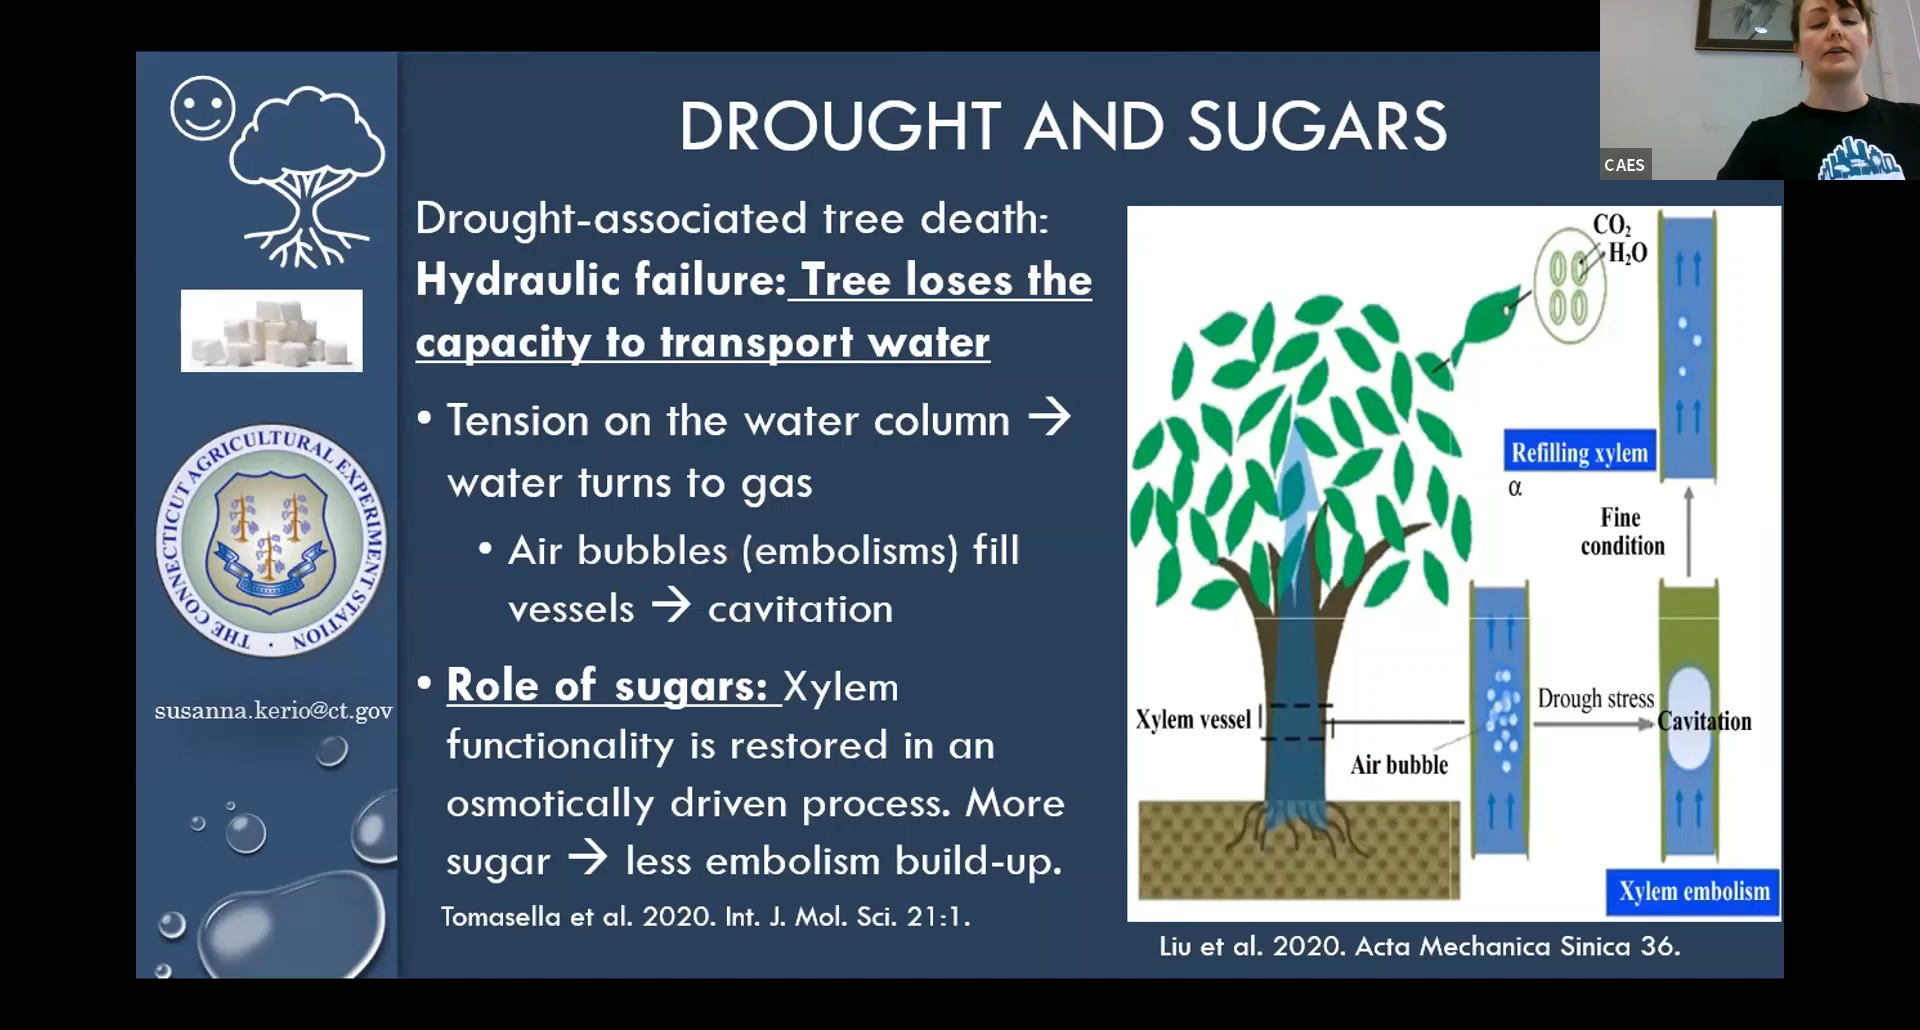 DROUGHT AND SUGARS
CAES
Drought-associated tree death:
Hydraulic failure: Tree loses the
capacity to transport water
• Tension on the water column →
water turns to gas
• Air bubbles (embolisms) fill
vessels → cavitation
• Role of sugars: Xylem
functionality is restored in an
osmotically driven process. More
sugar → less embolism build-up.
Tomasella et al. 2020. Int. J. Mol. Sci. 21:1.
THE CONNECTICUT AGRICULTURAL EXPERIMENT STATION •
susanna.kerio@ct.gov
CO₂
H₂O
Refilling xylem
α
Fine
condition
Xylem vessel
Air bubble
Drough stress
Cavitation
Xylem embolism
Liu et al. 2020. Acta Mechanica Sinica 36.